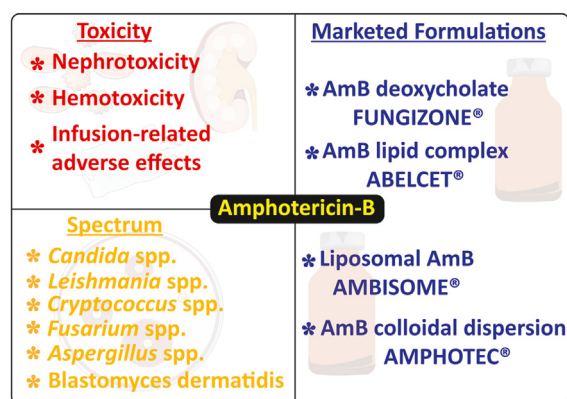 Toxicity
* Nephrotoxicity
* Hemotoxicity
* Infusion-related
adverse effects
Marketed Formulations
* AmB deoxycholate
FUNGIZONE®
* AmB lipid complex
ABELCET®
Amphotericin-B
Spectrum
* Candida spp.
* Leishmania spp.
* Cryptococcus spp.
* Fusarium spp.
* Aspergillus spp.
* Blastomyces dermatidis
* Liposomal AmB
AMBISOME®
* AmB colloidal dispersion
AMPHOTEC®